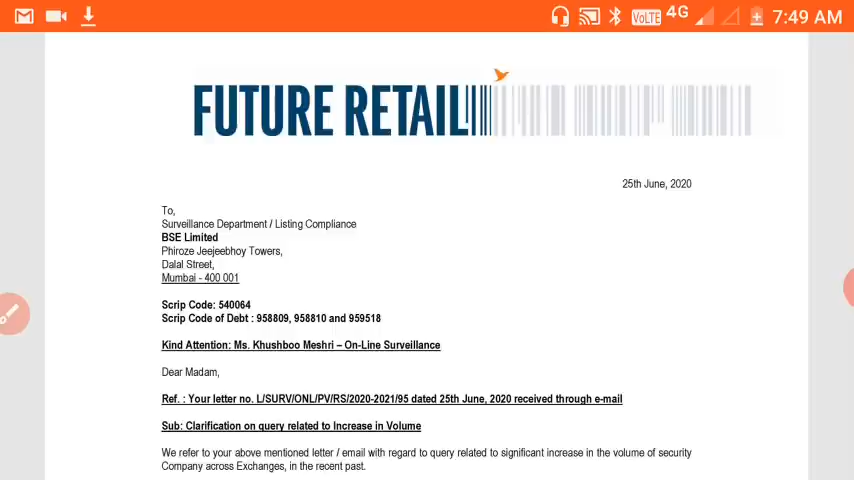 VoLTE 4G 7:49 AM
FUTURE RETAIL
25th June, 2020
To,
Surveillance Department / Listing Compliance
BSE Limited
Phiroze Jeejeebhoy Towers,
Dalal Street,
Mumbai - 400 001
Scrip Code: 540064
Scrip Code of Debt : 958809, 958810 and 959518
Kind Attention: Ms. Khushboo Meshri – On-Line Surveillance
Dear Madam,
Ref. : Your letter no. L/SURV/ONL/PV/RS/2020-2021/95 dated 25th June, 2020 received through e-mail
Sub: Clarification on query related to Increase in Volume
We refer to your above mentioned letter / email with regard to query related to significant increase in the volume of security
Company across Exchanges, in the recent past.